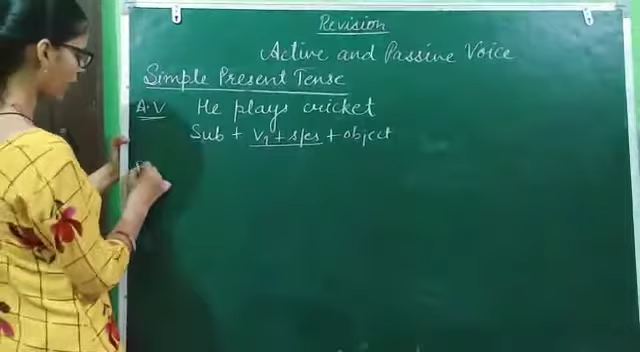 Revision
Active and Passive Voice
Simple Present Tense
A.V He plays cricket
Sub + V1 + s/es + object